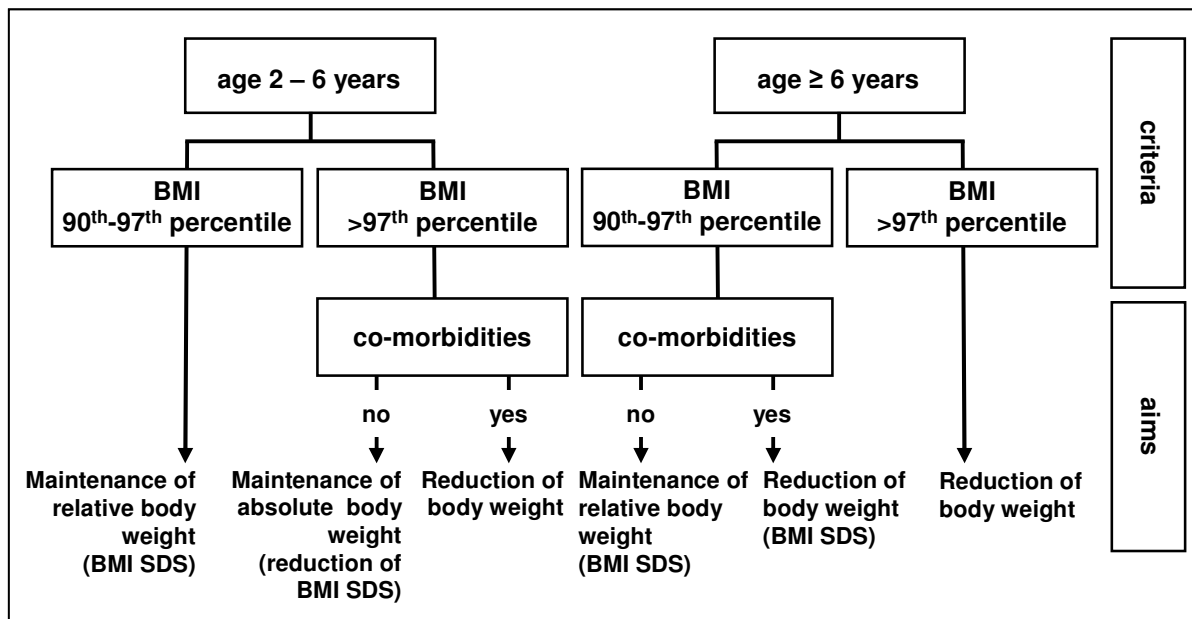 age 2 – 6 years
age ≥ 6 years
criteria
BMI
90th-97th percentile
BMI
>97th percentile
BMI
90th-97th percentile
BMI
>97th percentile
co-morbidities
co-morbidities
aims
no
yes
no
yes
Maintenance of
relative body
weight
(BMI SDS)
Maintenance of
absolute body
weight
(reduction of
BMI SDS)
Reduction of
body weight
Maintenance of
relative body
weight
(BMI SDS)
Reduction of
body weight
(BMI SDS)
Reduction of
body weight